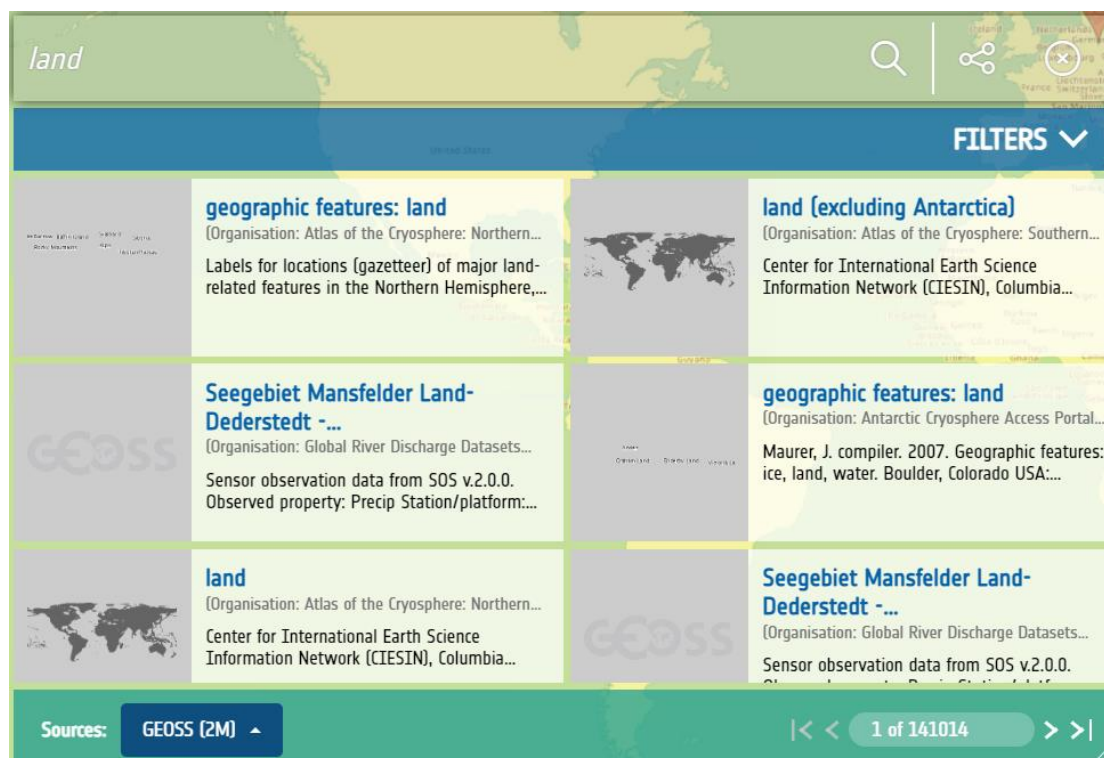 land
FILTERS
geographic features: land
(Organisation: Atlas of the Cryosphere: Northern...
Labels for locations (gazetteer) of major land-
related features in the Northern Hemisphere,...
land (excluding Antarctica)
(Organisation: Atlas of the Cryosphere: Southern...
Center for International Earth Science
Information Network (CIESIN), Columbia...
GEOSS
Seegebiet Mansfelder Land-
Dederstedt -...
(Organisation: Global River Discharge Datasets...
Sensor observation data from SOS v.2.0.0.
Observed property: Precip Station/platform:...
geographic features: land
(Organisation: Antarctic Cryosphere Access Portal...
Maurer, J. compiler. 2007. Geographic features:
ice, land, water. Boulder, Colorado USA:...
land
(Organisation: Atlas of the Cryosphere: Northern...
Center for International Earth Science
Information Network (CIESIN), Columbia...
GEOSS
Seegebiet Mansfelder Land-
Dederstedt -...
(Organisation: Global River Discharge Datasets...
Sensor observation data from SOS v.2.0.0.
Sources:
GEOSS (2M)
1 of 141014